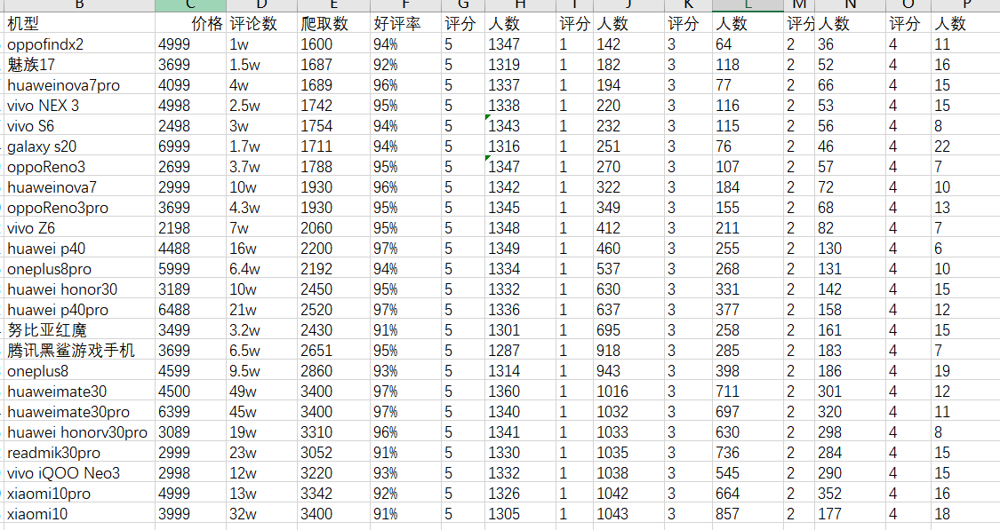 B C D E F G H I J K L M N O P
机型 价格 评论数 爬取数 好评率 评分 人数 评分 人数 评分 人数 评分 人数 评分 人数
oppofindx2 4999 1w 1600 94% 5 1347 1 142 3 64 2 36 4 11
魅族17 3699 1.5w 1687 92% 5 1319 1 182 3 118 2 52 4 16
huaweinova7pro 4099 4w 1689 96% 5 1337 1 194 3 77 2 66 4 15
vivo NEX 3 4998 2.5w 1742 95% 5 1338 1 220 3 116 2 53 4 15
vivo S6 2498 3w 1754 94% 5 1343 1 232 3 115 2 56 4 8
galaxy s20 6999 1.7w 1711 94% 5 1316 1 251 3 76 2 46 4 22
oppoReno3 2699 3.7w 1788 95% 5 1347 1 270 3 107 2 57 4 7
huaweinova7 2999 10w 1930 96% 5 1342 1 322 3 184 2 72 4 10
oppoReno3pro 3699 4.3w 1930 95% 5 1345 1 349 3 155 2 68 4 13
vivo Z6 2198 7w 2060 95% 5 1348 1 412 3 211 2 82 4 7
huawei p40 4488 16w 2200 97% 5 1349 1 460 3 255 2 130 4 6
oneplus8pro 5999 6.4w 2192 94% 5 1334 1 537 3 268 2 131 4 10
huawei honor30 3189 10w 2450 95% 5 1332 1 630 3 331 2 142 4 15
huawei p40pro 6488 21w 2520 97% 5 1336 1 637 3 377 2 158 4 12
努比亚红魔 3499 3.2w 2430 91% 5 1301 1 695 3 258 2 161 4 15
腾讯黑鲨游戏手机 3699 6.5w 2651 95% 5 1287 1 918 3 285 2 183 4 7
oneplus8 4599 9.5w 2860 93% 5 1314 1 943 3 398 2 186 4 19
huaweimate30 4500 49w 3400 97% 5 1360 1 1016 3 711 2 301 4 12
huaweimate30pro 6399 45w 3400 97% 5 1340 1 1032 3 697 2 320 4 11
huawei honorv30pro 3089 19w 3310 96% 5 1341 1 1033 3 630 2 298 4 8
readmik30pro 2999 23w 3052 91% 5 1330 1 1035 3 736 2 284 4 15
vivo iQOO Neo3 2998 12w 3220 93% 5 1332 1 1038 3 545 2 290 4 15
xiaomi10pro 4999 13w 3342 92% 5 1326 1 1042 3 664 2 352 4 16
xiaomi10 3999 32w 3400 91% 5 1305 1 1043 3 857 2 177 4 18